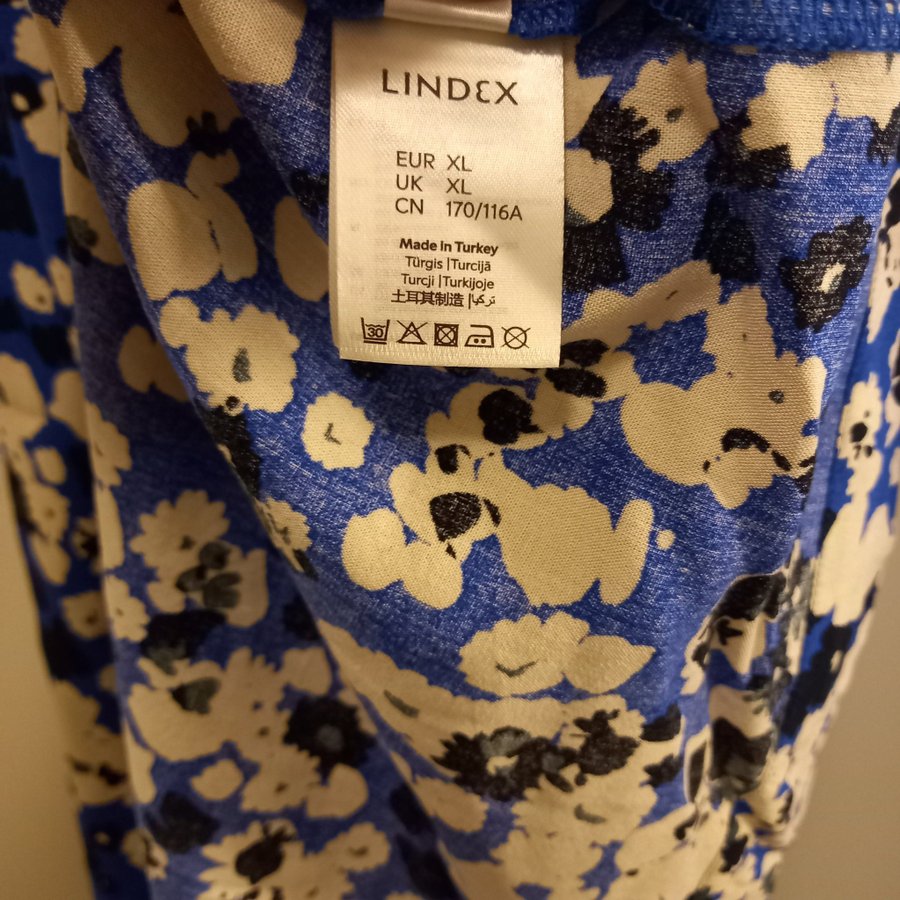 LINDEX
EUR XL
UK XL
CN 170/116A
Made in Turkey
Türgis |Turcijā
Turcji |Turkijoje
土耳其制造 |تركيا
30